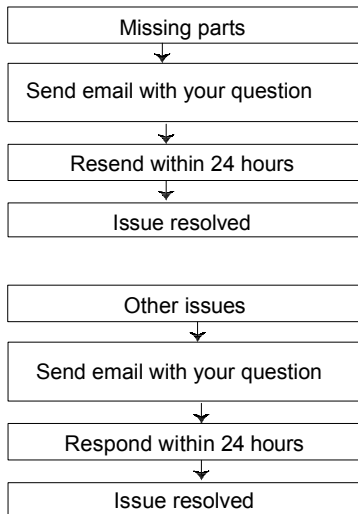 Missing parts
Send email with your question
Resend within 24 hours
Issue resolved
Other issues
Send email with your question
Respond within 24 hours
Issue resolved